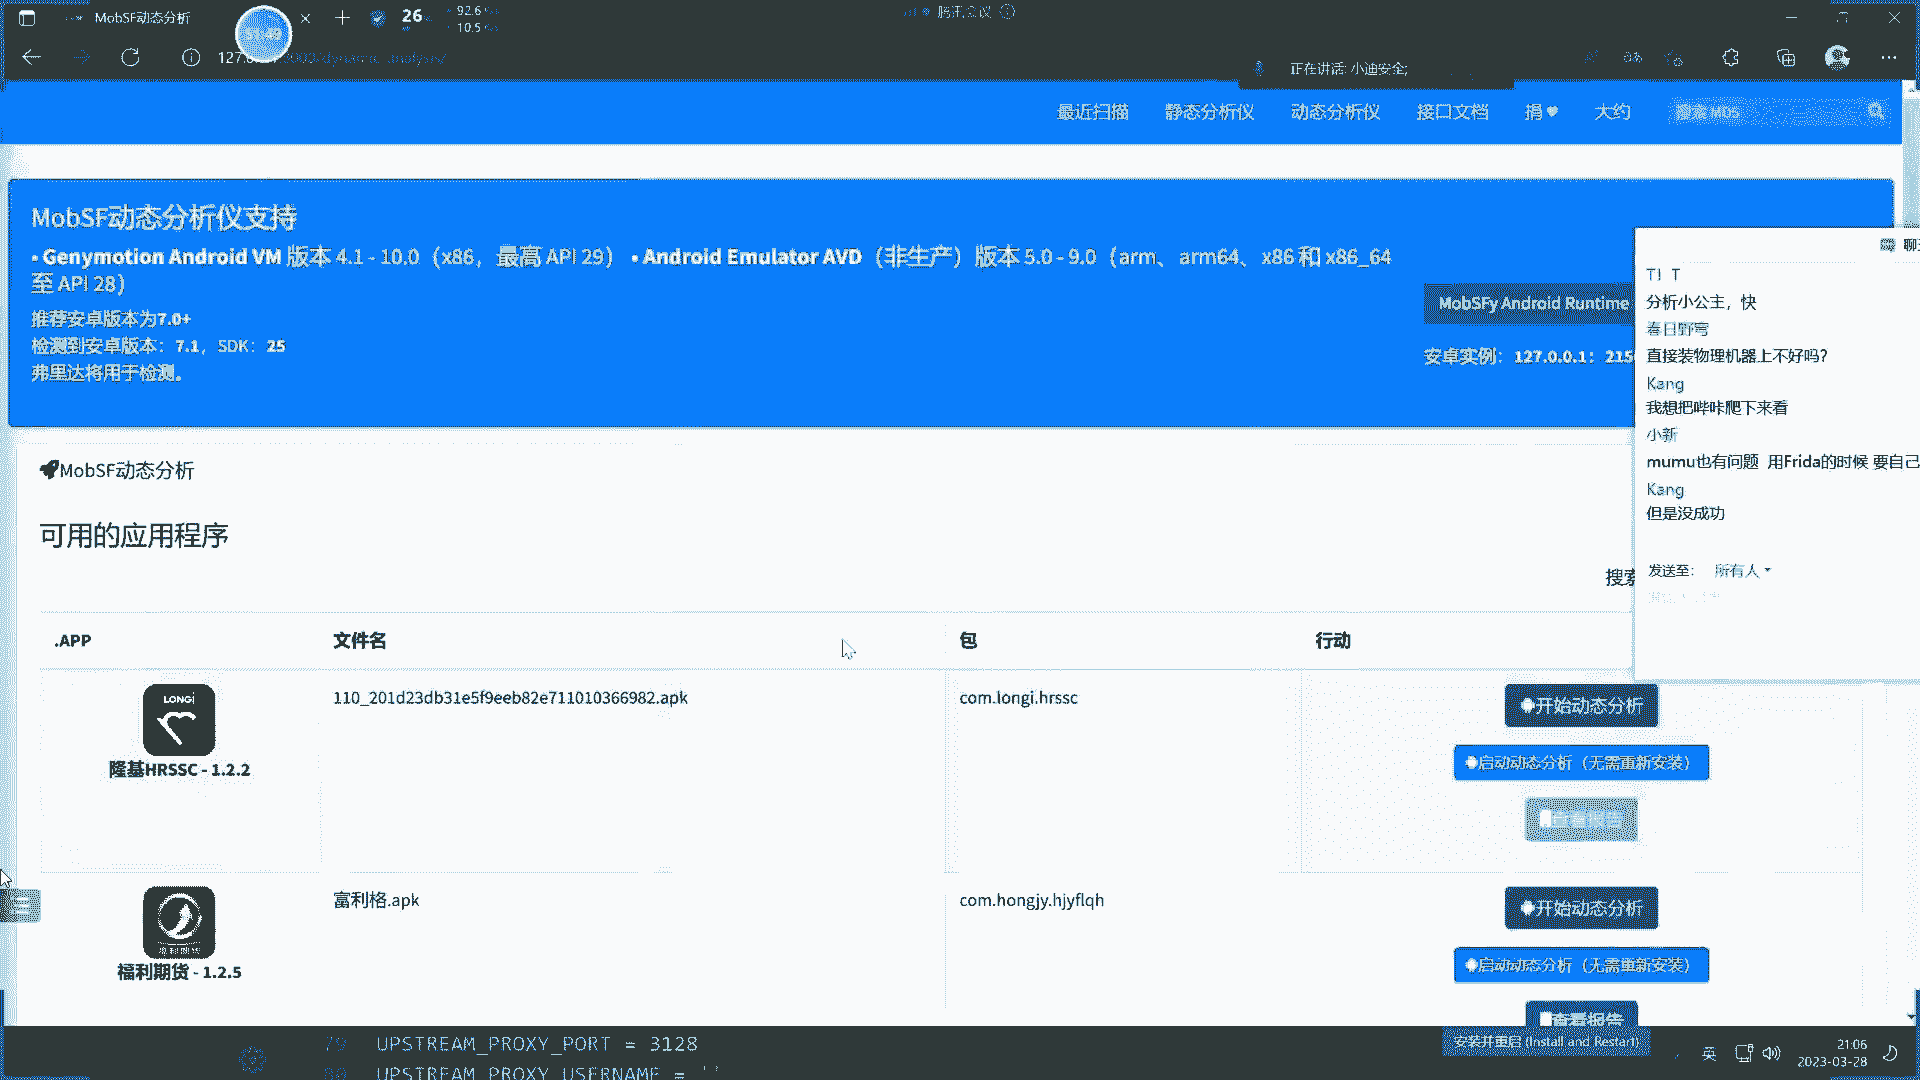 MobSF动态分析
26
92.6
10.5
腾讯会议
51:49
127.
3000/dynamic_analysis/
正在讲话: 小迪安全;
最近扫描
静态分析仪
动态分析仪
接口文档
捐
大约
搜索 MD5
MobSF动态分析仪支持
• Genymotion Android VM 版本 4.1 - 10.0（x86，最高 API 29） • Android Emulator AVD（非生产）版本 5.0 - 9.0（arm、arm64、x86 和 x86_64
至 API 28）
推荐安卓版本为7.0+
检测到安卓版本：7.1，SDK：25
弗里达将用于检测。
MobSFy Android Runtime
安卓实例：127.0.0.1：215
聊
T! T
分析小公主，快
春日野穹
直接装物理机器上不好吗?
Kang
我想把哔咔爬下来看
小新
mumu也有问题 用Frida的时候 要自己
Kang
但是没成功
发送至：
所有人
MobSF动态分析
可用的应用程序
搜索
.APP
文件名
包
行动
LONGi
隆基HRSSC - 1.2.2
110_201d23db31e5f9eeb82e711010366982.apk
com.longi.hrssc
开始动态分析
启动动态分析（无需重新安装）
查看报告
福利期货 - 1.2.5
富利格.apk
com.hongjy.hjyflqh
开始动态分析
启动动态分析（无需重新安装）
查看报告
79 UPSTREAM_PROXY_PORT = 3128
80 UPSTREAM_PROXY_USERNAME = ''
安装并重启 (Install and Restart)
英
21:06
2023-03-28